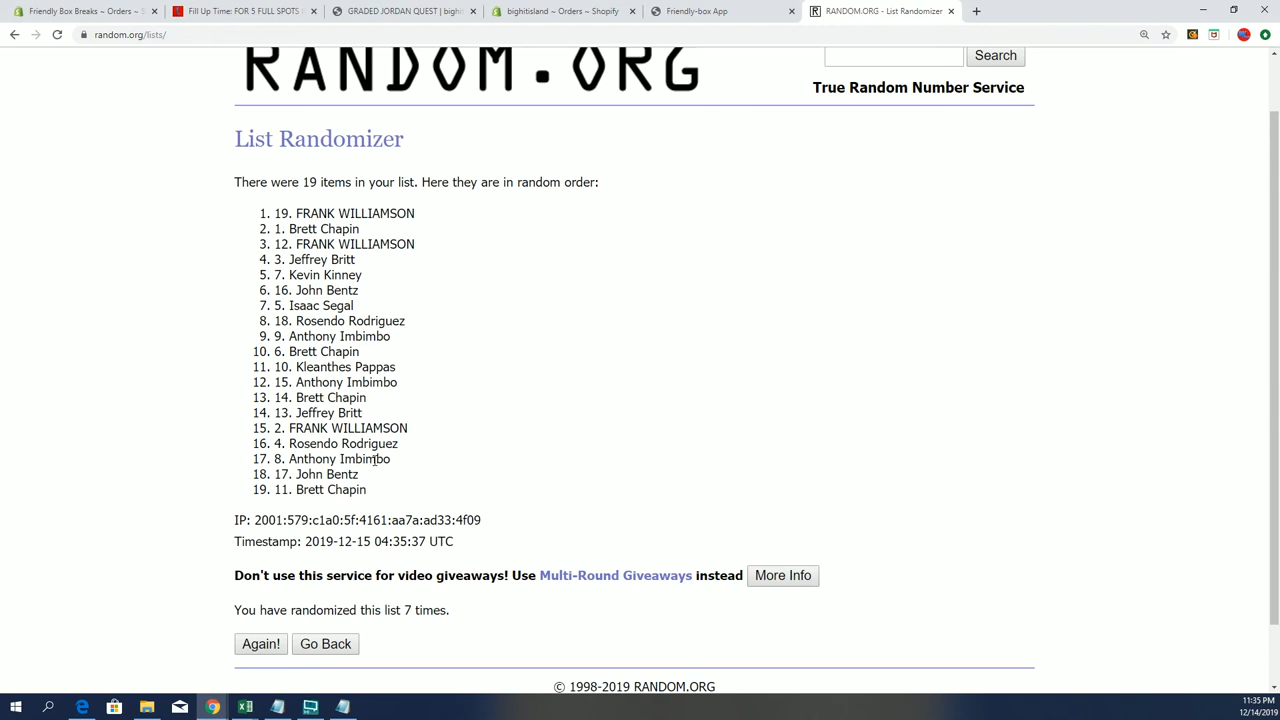 Friendly Box Breaks ~ Orders ~ S
Fill Up Time: FOR 5 FULL SPOTS
GRADED JORDAN QUEST | bigh
bighitisland ~ Orders ~ Shopify
Friendly-box App
RANDOM.ORG - List Randomizer
random.org/lists/
RANDOM.ORG
Search
True Random Number Service
List Randomizer
There were 19 items in your list. Here they are in random order:
1. 19. FRANK WILLIAMSON
2. 1. Brett Chapin
3. 12. FRANK WILLIAMSON
4. 3. Jeffrey Britt
5. 7. Kevin Kinney
6. 16. John Bentz
7. 5. Isaac Segal
8. 18. Rosendo Rodriguez
9. 9. Anthony Imbimbo
10. 6. Brett Chapin
11. 10. Kleanthes Pappas
12. 15. Anthony Imbimbo
13. 14. Brett Chapin
14. 13. Jeffrey Britt
15. 2. FRANK WILLIAMSON
16. 4. Rosendo Rodriguez
17. 8. Anthony Imbimbo
18. 17. John Bentz
19. 11. Brett Chapin
IP: 2001:579:c1a0:5f:4161:aa7a:ad33:4f09
Timestamp: 2019-12-15 04:35:37 UTC
Don't use this service for video giveaways! Use Multi-Round Giveaways instead More Info
You have randomized this list 7 times.
Again! Go Back
© 1998-2019 RANDOM.ORG
11:35 PM
12/14/2019